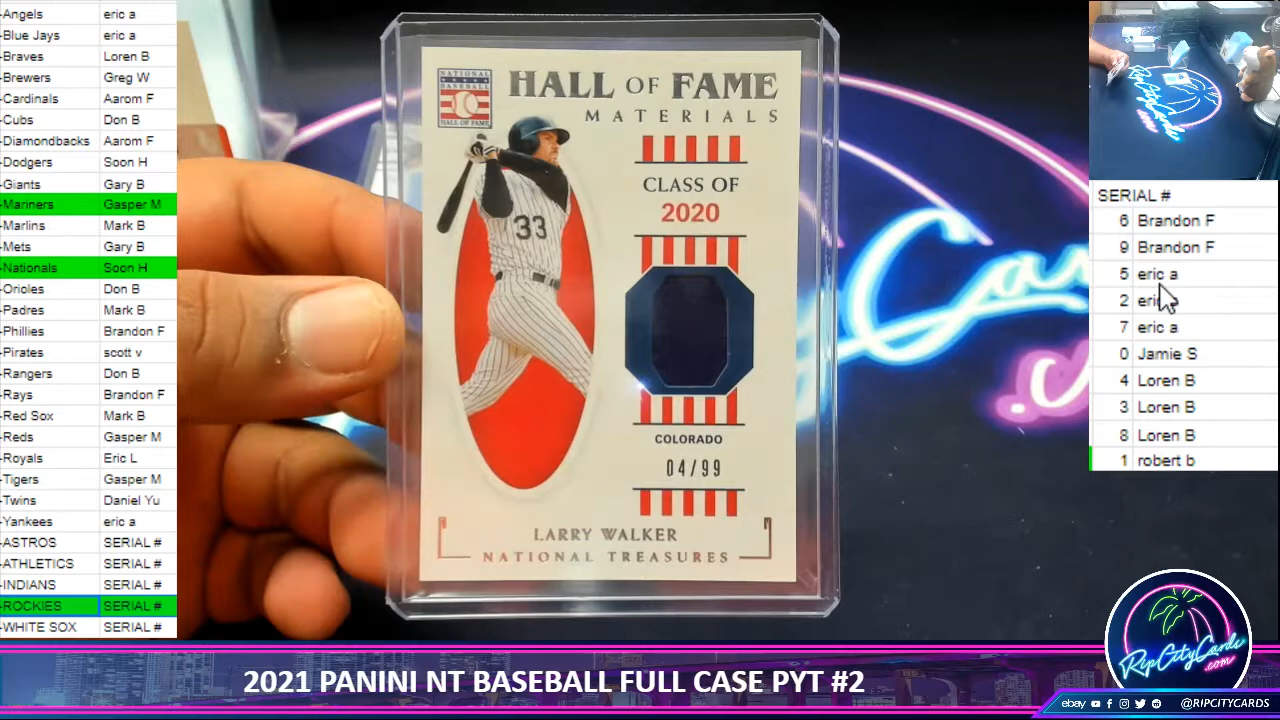 -Angels eric a
-Blue Jays eric a
-Braves Loren B
-Brewers Greg W
-Cardinals Aarom F
-Cubs Don B
-Diamondbacks Aarom F
-Dodgers Soon H
-Giants Gary B
-Mariners Gasper M
-Marlins Mark B
-Mets Gary B
-Nationals Soon H
-Orioles Don B
-Padres Mark B
-Phillies Brandon F
-Pirates scott v
-Rangers Don B
-Rays Brandon F
-Red Sox Mark B
-Reds Gasper M
-Royals Eric L
-Tigers Gasper M
-Twins Daniel Yu
-Yankees eric a
-ASTROS SERIAL #
-ATHLETICS SERIAL #
-INDIANS SERIAL #
-ROCKIES SERIAL #
-WHITE SOX SERIAL #
NATIONAL
BASEBALL
HALL OF FAME
HALL OF FAME
MATERIALS
CLASS OF
2020
33
COLORADO
04/99
LARRY WALKER
NATIONAL TREASURES
SERIAL #
6 Brandon F
9 Brandon F
5 eric a
2 eric
7 eric a
0 Jamie S
4 Loren B
3 Loren B
8 Loren B
1 robert b
RipCityCards
.com
2021 PANINI NT BASEBALL FULL CASE PYT #2
ebay @RIPCITYCARDS